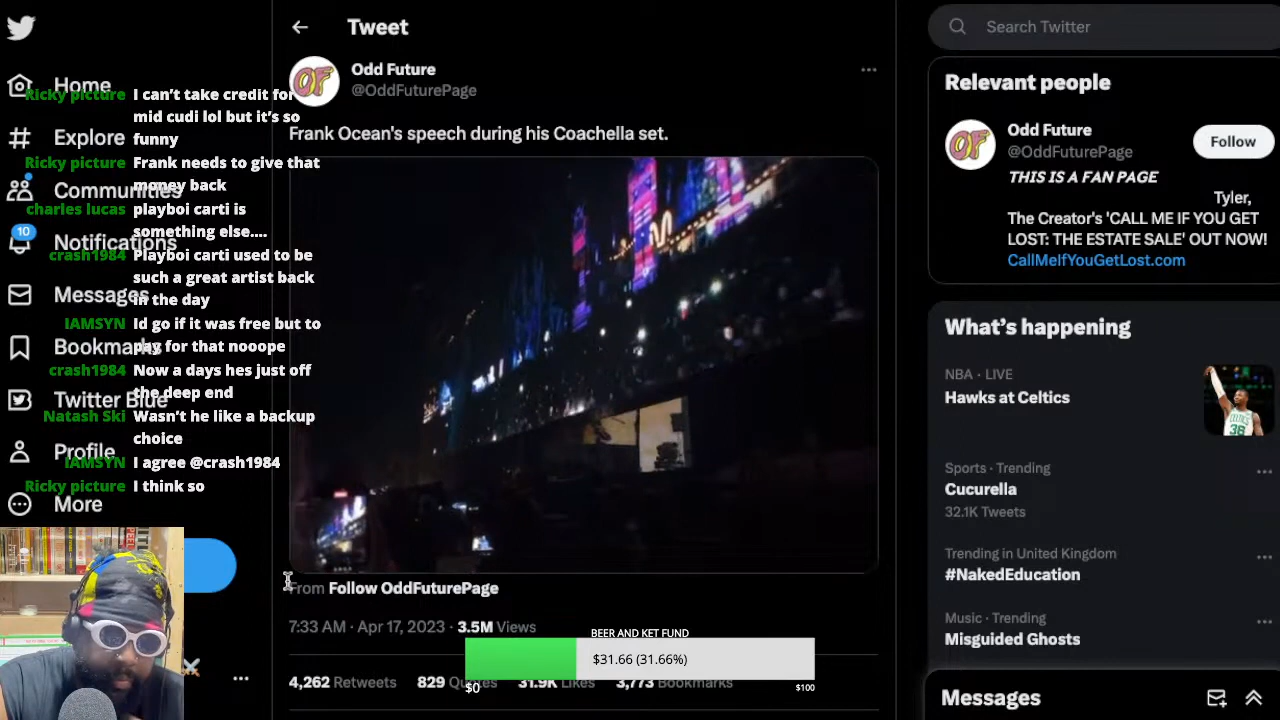 Home
Explore
Communities
10
Notifications
Messages
Bookmarks
Twitter Blue
Profile
More
Ricky picture I can't take credit for
mid cudi lol but it's so
funny
Ricky picture Frank needs to give that
money back
charles lucas playboi carti is
something else....
crash1984 Playboi carti used to be
such a great artist back
in the day
IAMSYN Id go if it was free but to
pay for that nooope
crash1984 Now a days hes just off
the deep end
Natash Ski Wasn't he like a backup
choice
IAMSYN I agree @crash1984
Ricky picture I think so
Tweet
OF
Odd Future
@OddFuturePage
Frank Ocean's speech during his Coachella set.
From Follow OddFuturePage
7:33 AM · Apr 17, 2023 · 3.5M Views
BEER AND KET FUND
$31.66 (31.66%)
$0
$100
4,262 Retweets 829 Quotes 31.9K Likes 3,773 Bookmarks
Search Twitter
Relevant people
OF
Odd Future
@OddFuturePage
Follow
THIS IS A FAN PAGE
Tyler,
The Creator's 'CALL ME IF YOU GET
LOST: THE ESTATE SALE' OUT NOW!
CallMeIfYouGetLost.com
What's happening
NBA · LIVE
Hawks at Celtics
Sports · Trending
Cucurella
32.1K Tweets
Trending in United Kingdom
#NakedEducation
Music · Trending
Misguided Ghosts
Messages